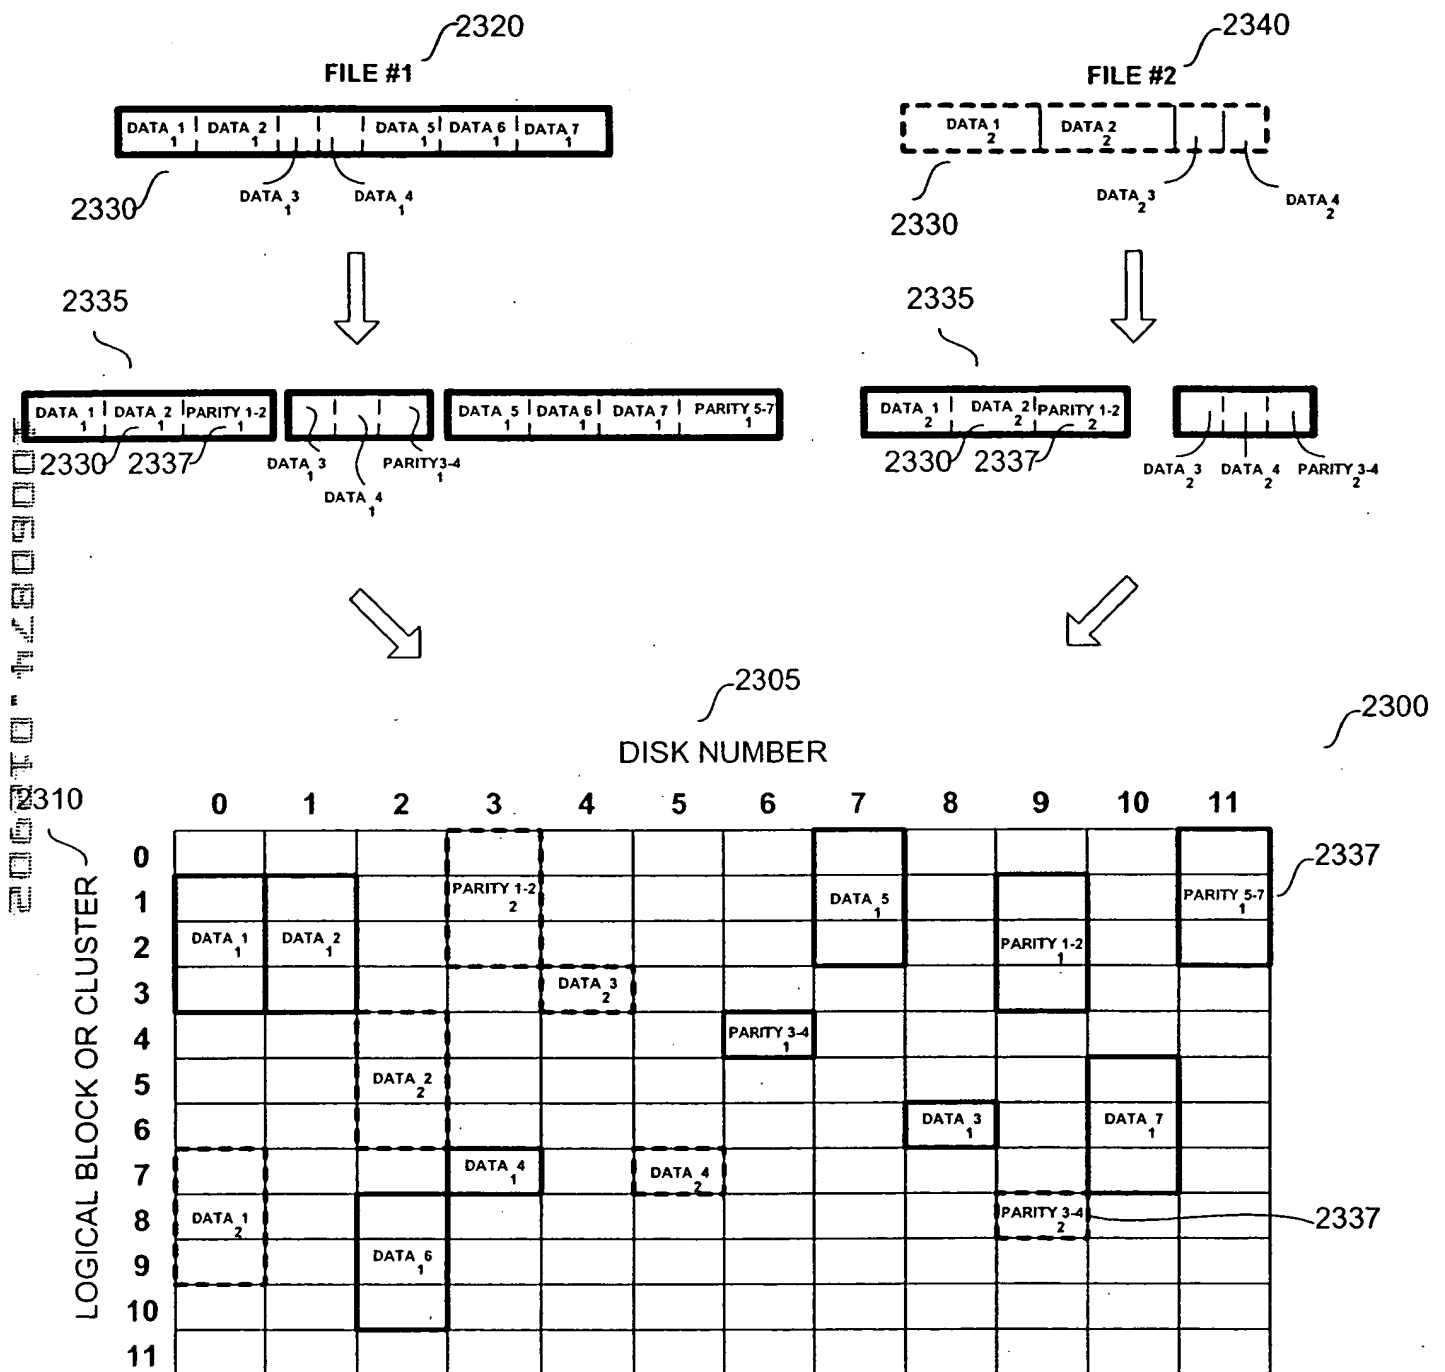 2320
2340
FILE #1
FILE #2
DATA 1 1 DATA 2 1 DATA 5 1 DATA 6 1 DATA 7 1
DATA 1 2 DATA 2 2
DATA 3 1 DATA 4 1
DATA 3 2 DATA 4 2
2330
2330
2335
2335
DATA 1 1 DATA 2 1 PARITY 1-2 1 DATA 5 1 DATA 6 1 DATA 7 1 PARITY 5-7 1
DATA 1 2 DATA 2 2 PARITY 1-2 2
2330 2337 DATA 3 1 PARITY3-4 1
DATA 4 1
2330 2337 DATA 3 2 DATA 4 2 PARITY 3-4 2
2305
2300
DISK NUMBER
2310
0 1 2 3 4 5 6 7 8 9 10 11
LOGICAL BLOCK OR CLUSTER
0
2337
1 PARITY 1-2 2 DATA 5 1 PARITY 5-7 1
2 DATA 1 1 DATA 2 1 PARITY 1-2 1
3 DATA 3 2
4 PARITY 3-4 1
5 DATA 2 2
6 DATA 3 1 DATA 7 1
7 DATA 4 1 DATA 4 2
8 DATA 1 2 PARITY 3-4 2 2337
9 DATA 6 1
10
11